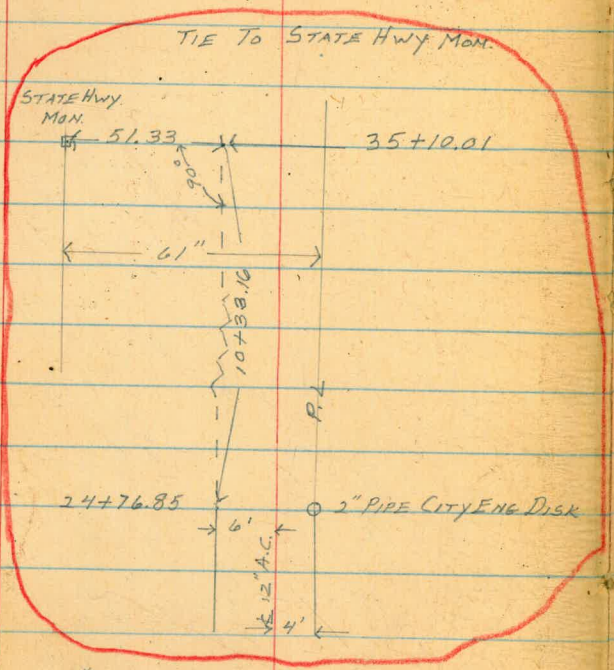 TIE TO STATE HWY MON.
STATE HWY.
MON.
51.33
35+10.01
90°
61"
10+33.16
P.L
24+76.85
2" PIPE CITY ENG DISK
6'
℄ 12" A.C.
4'